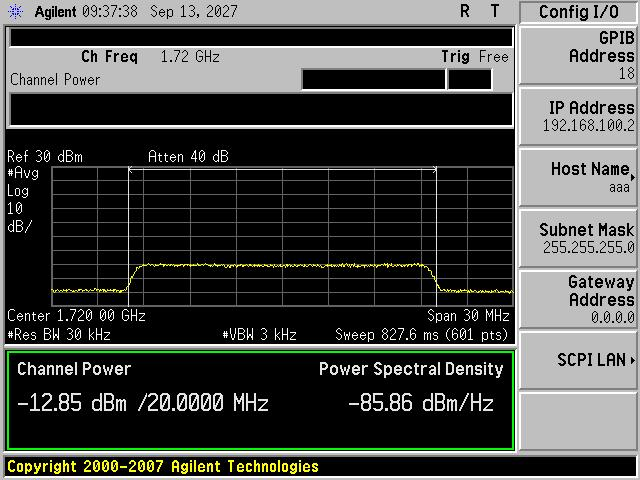 Agilent 09:37:38 Sep 13, 2027 R T
Config I/O
Ch Freq 1.72 GHz Trig Free
Channel Power
Ref 30 dBm Atten 40 dB
#Avg
Log
10
dB/
Center 1.720 00 GHz Span 30 MHz
#Res BW 30 kHz #VBW 3 kHz Sweep 827.6 ms (601 pts)
Channel Power Power Spectral Density
-12.85 dBm /20.0000 MHz -85.86 dBm/Hz
Copyright 2000-2007 Agilent Technologies
GPIB
Address
18
IP Address
192.168.100.2
Host Name
aaa
Subnet Mask
255.255.255.0
Gateway
Address
0.0.0.0
SCPI LAN